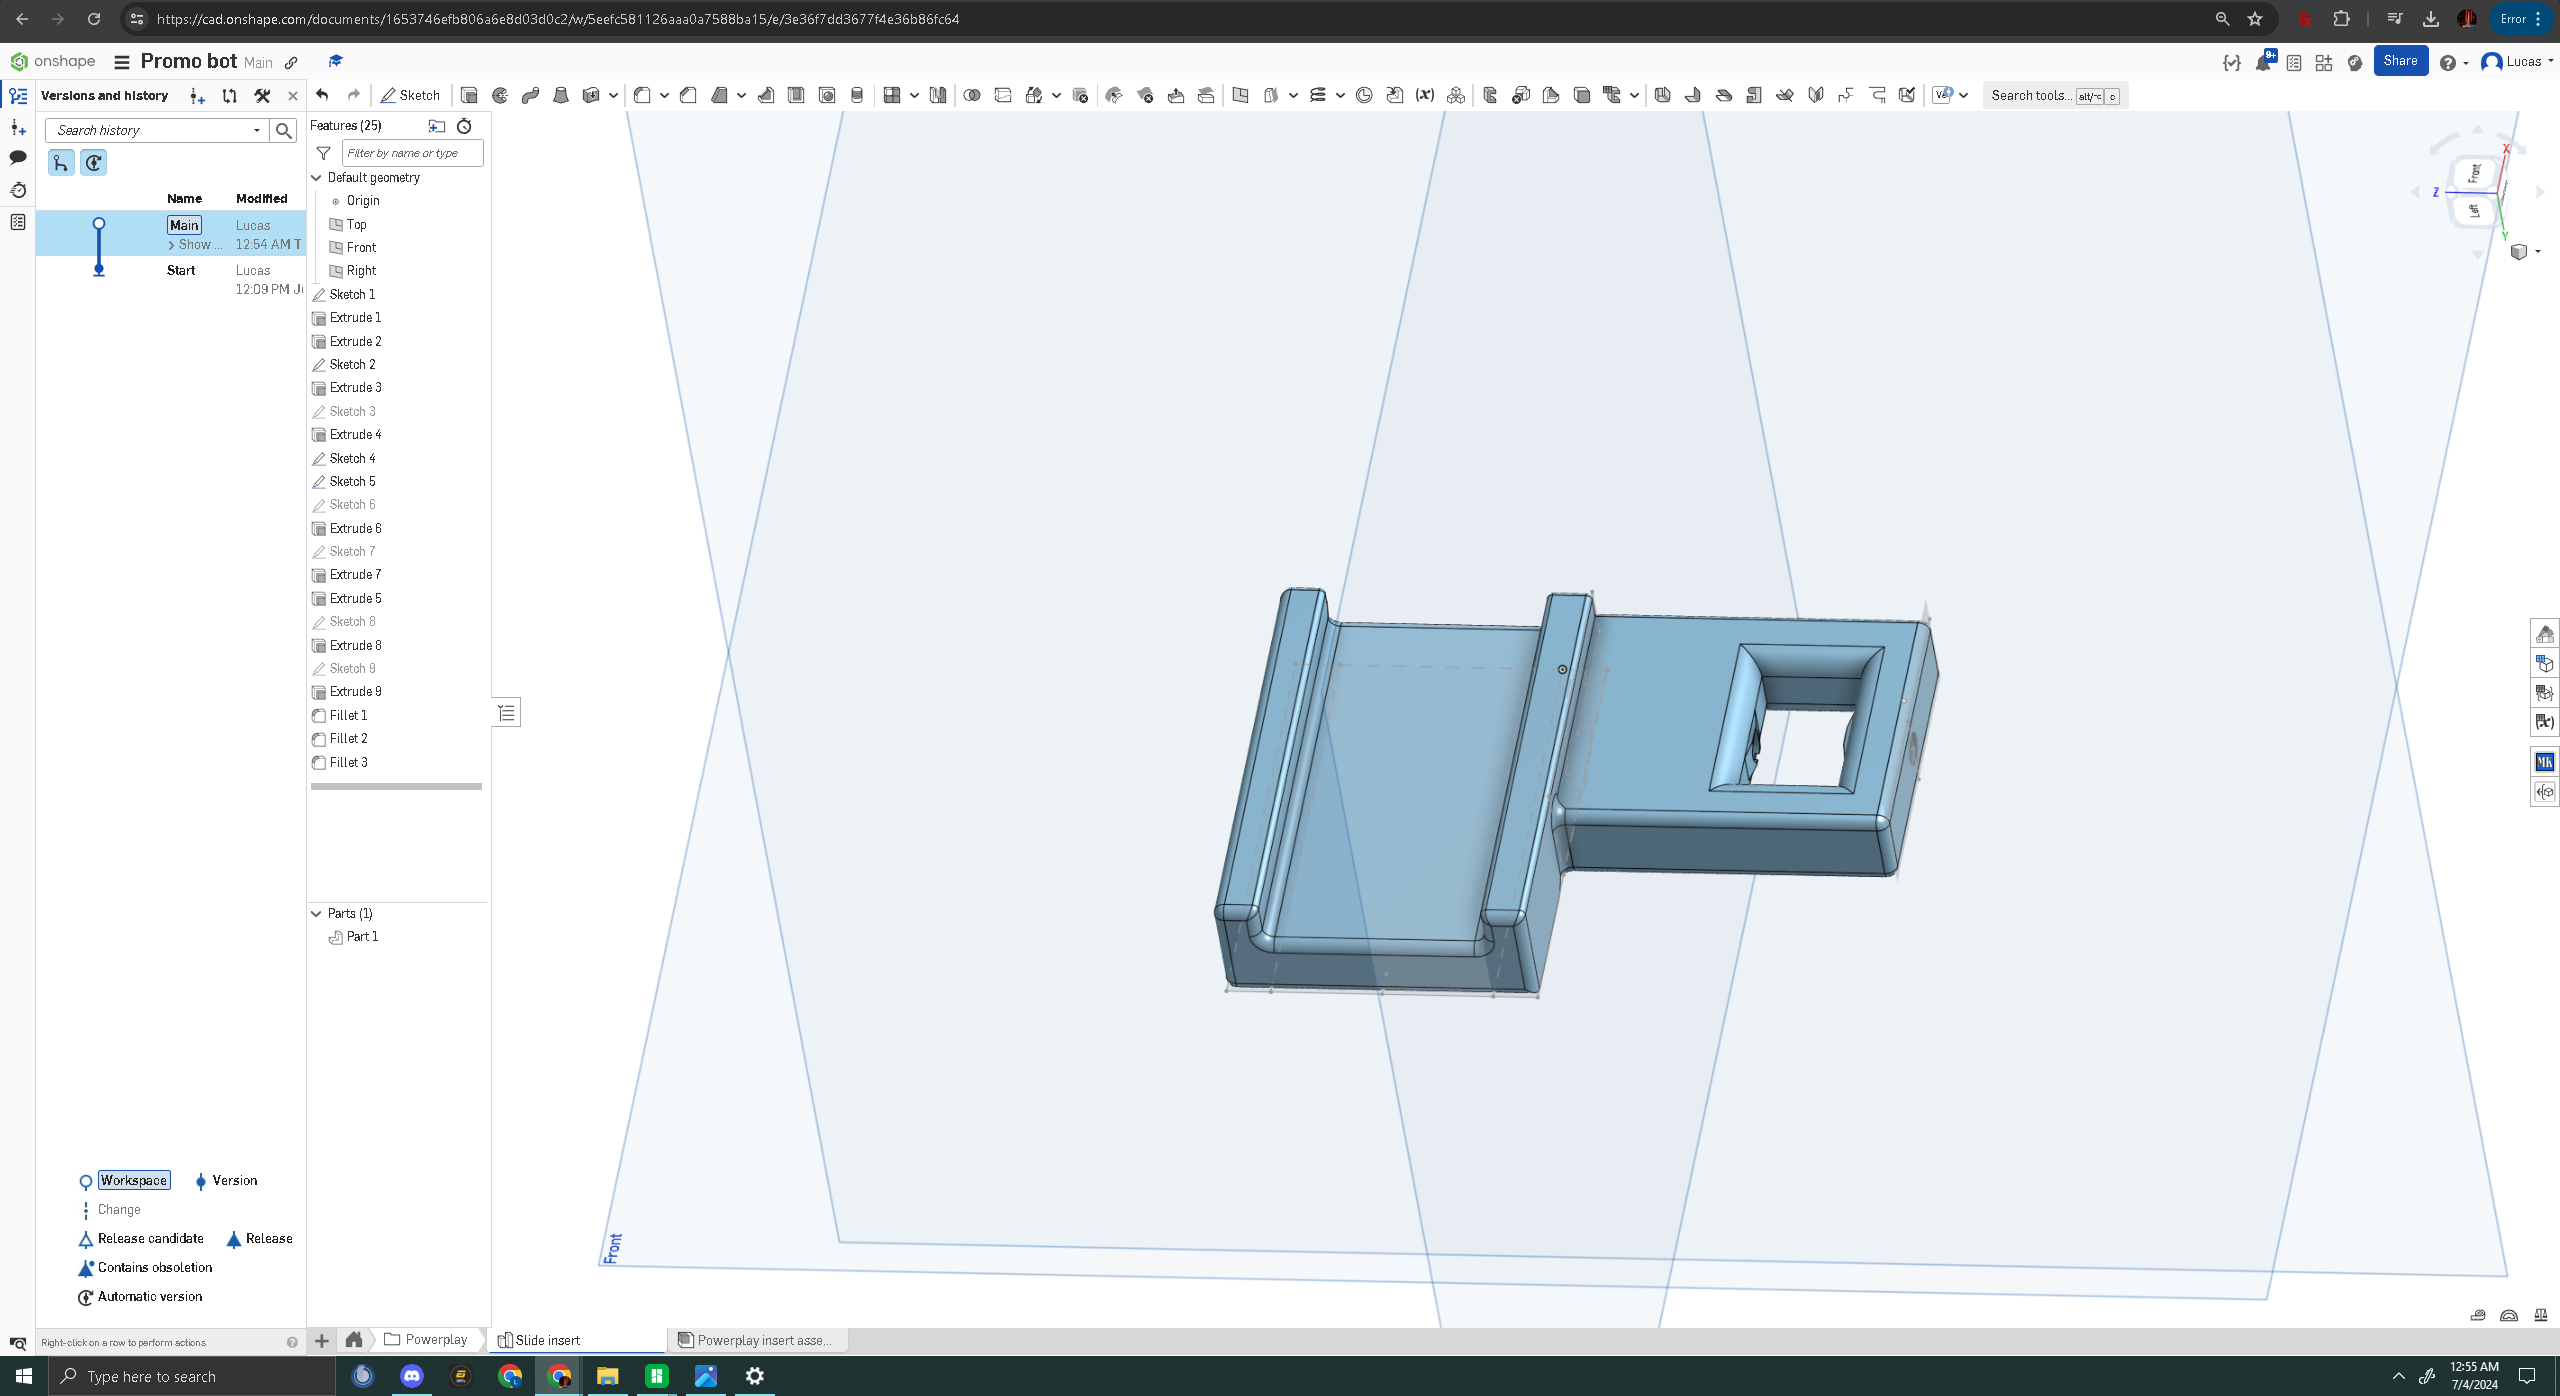 https://cad.onshape.com/documents/1653746efb806a6e8d03d0c2/w/5eefc581126aaa0a7588ba15/e/3e36f7dd3677f4e36b86fc64
Error
onshape
Promo bot
Main
9+
Share
Lucas
Versions and history
Sketch
Search tools...
alt/⌥
c
Search history
Name
Modified
Main
Lucas
Show ...
12:54 AM T
Start
Lucas
12:09 PM J
Features (25)
Filter by name or type
Default geometry
Origin
Top
Front
Right
Sketch 1
Extrude 1
Extrude 2
Sketch 2
Extrude 3
Sketch 3
Extrude 4
Sketch 4
Sketch 5
Sketch 6
Extrude 6
Sketch 7
Extrude 7
Extrude 5
Sketch 8
Extrude 8
Sketch 9
Extrude 9
Fillet 1
Fillet 2
Fillet 3
Parts (1)
Part 1
X
Front
Z
Left
Y
MK
Front
Workspace
Version
Change
Release candidate
Release
Contains obsoletion
Automatic version
Right-click on a row to perform actions
Powerplay
Slide insert
Powerplay insert asse...
Type here to search
12:55 AM
7/4/2024